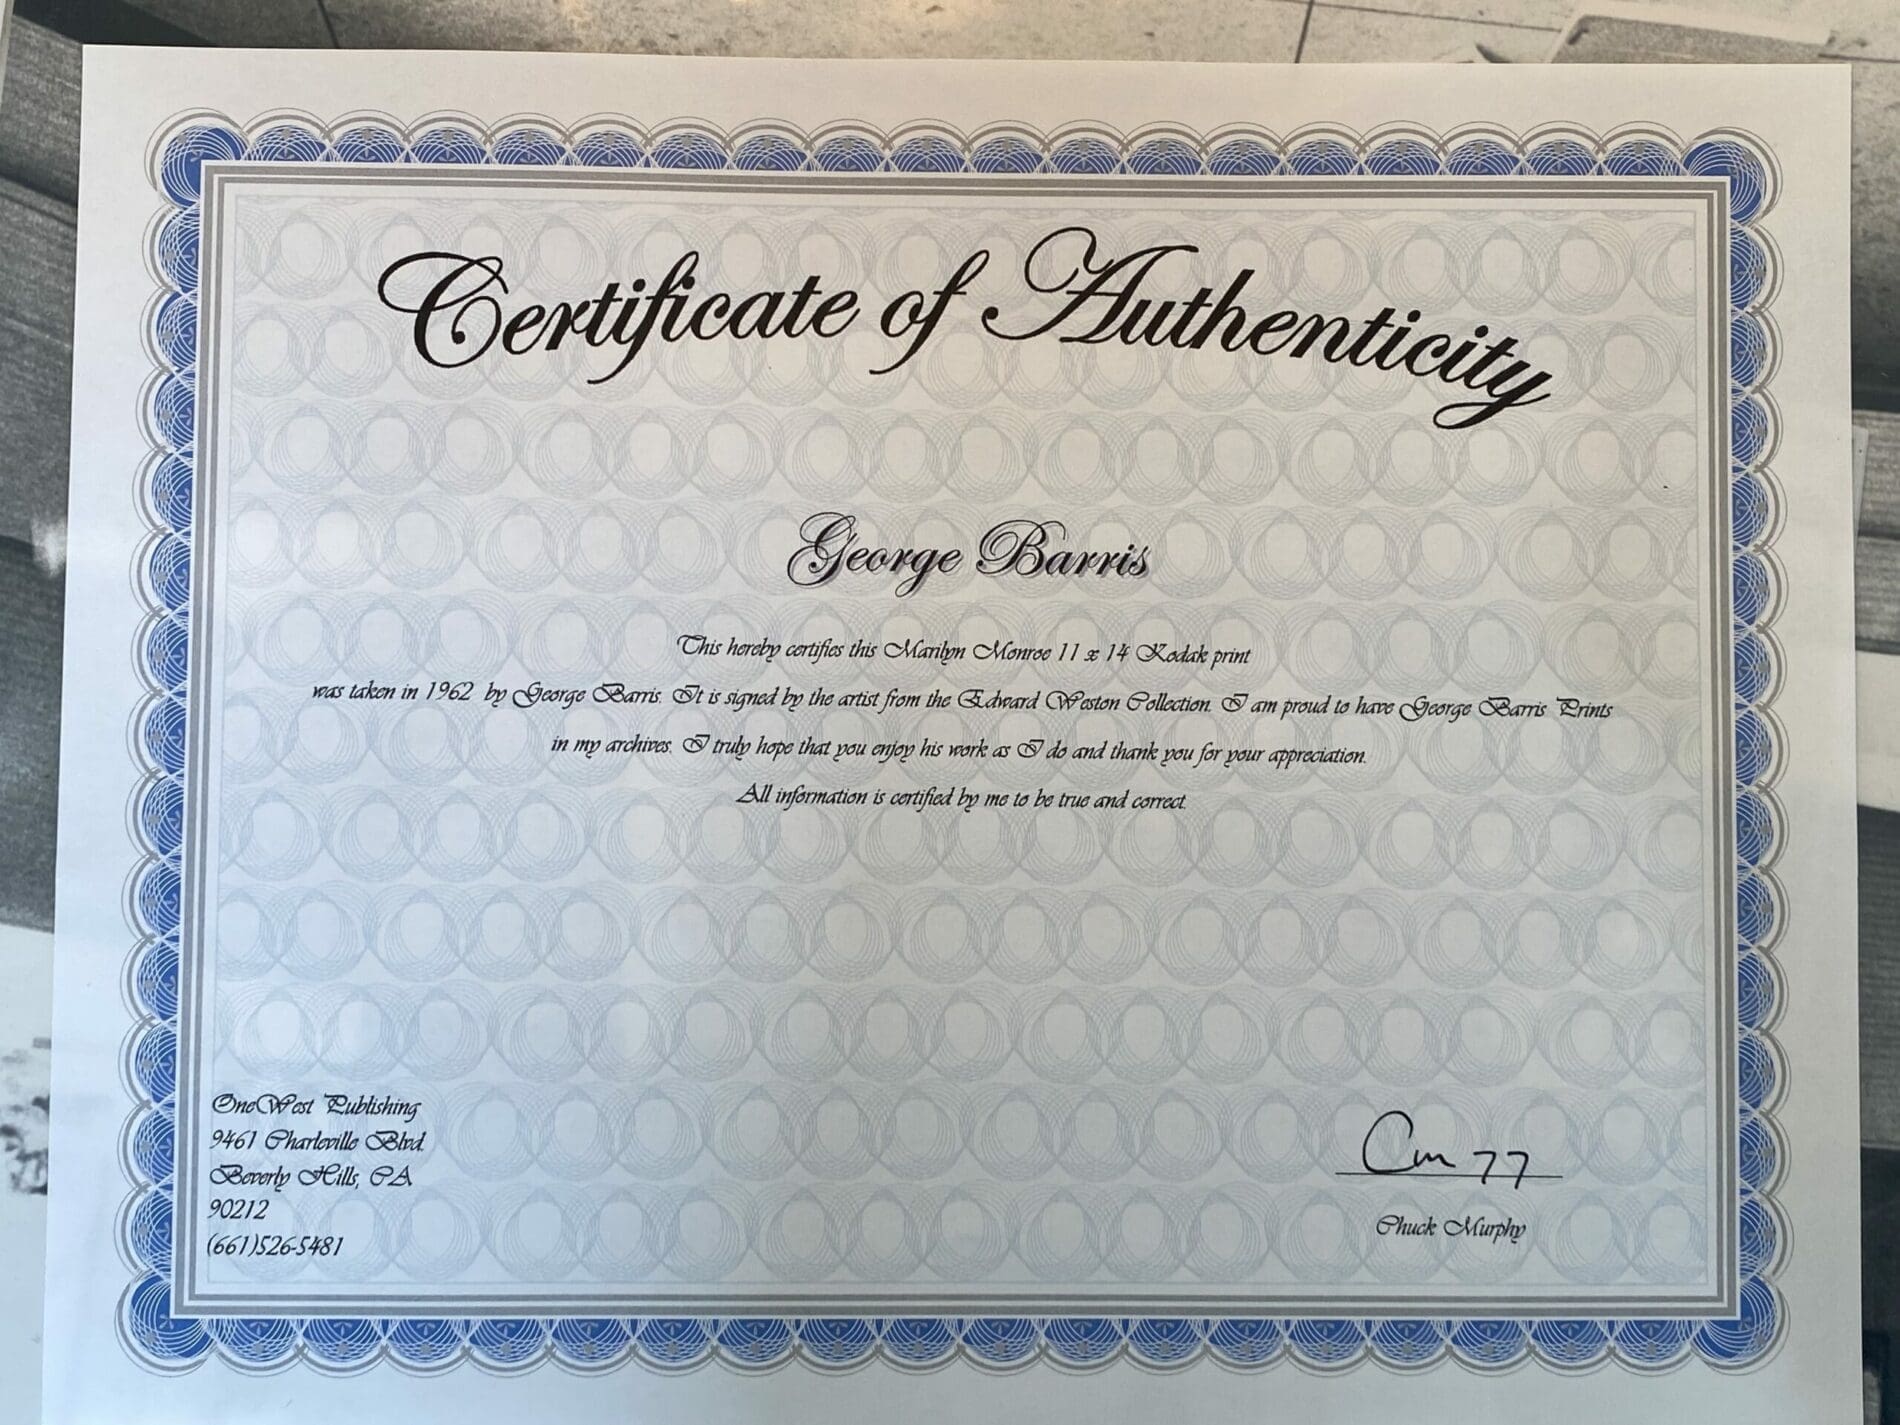 Certificate of Authenticity
George Barris
This hereby certifies this Marilyn Monroe 11 x 14 Kodak print
was taken in 1962 by George Barris. It is signed by the artist from the Edward Weston Collection. I am proud to have George Barris Prints
in my archives. I truly hope that you enjoy his work as I do and thank you for your appreciation.
All information is certified by me to be true and correct.
OneWest Publishing
9461 Charleville Blvd.
Beverly Hills, CA
90212
(661)526-5481
Cm 77
Chuck Murphy